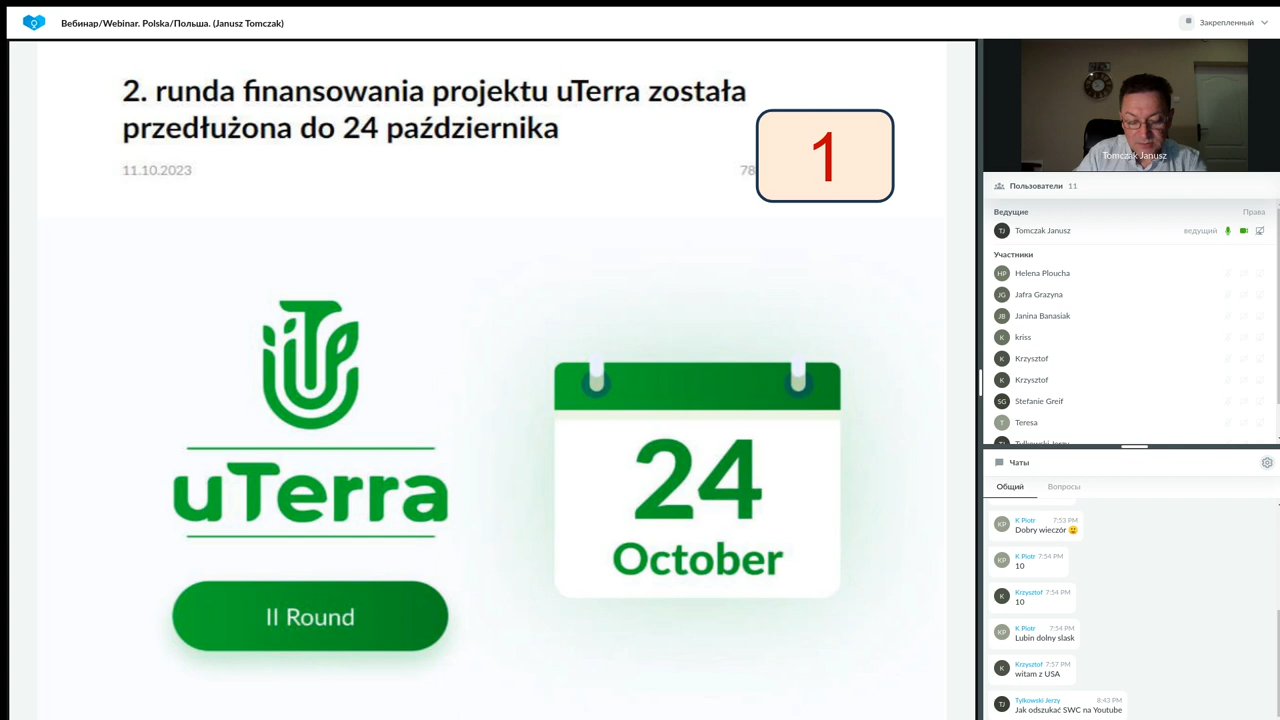 Вебинар/Webinar. Polska/Польша. (Janusz Tomczak)
Закрепленный
2. runda finansowania projektu uTerra została
przedłużona do 24 października
11.10.2023
78
1
uTerra
II Round
24
October
Tomczak Janusz
Пользователи 11
Ведущие Права
TJ Tomczak Janusz ведущий
Участники
HP Helena Ploucha
JG Jafra Grazyna
JB Janina Banasiak
K kriss
K Krzysztof
K Krzysztof
SG Stefanie Greif
T Teresa
Tylkowski Jerzy
Чаты
Общий Вопросы
KP K Piotr 7:53 PM
Dobry wieczór 🙂
KP K Piotr 7:54 PM
10
K Krzysztof 7:54 PM
10
KP K Piotr 7:54 PM
Lubin dolny slask
K Krzysztof 7:57 PM
witam z USA
TJ Tylkowski Jerzy 8:43 PM
Jak odszukać SWC na Youtube